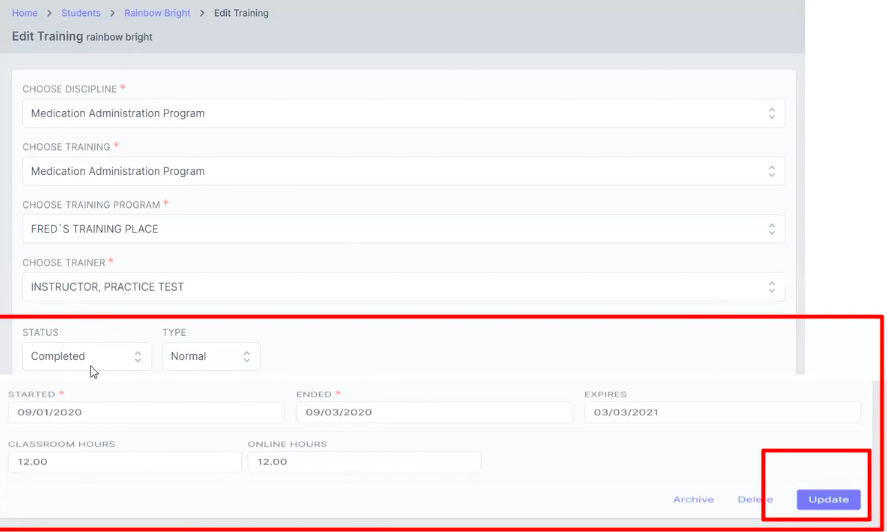 Home > Students > Rainbow Bright > Edit Training
Edit Training rainbow bright
CHOOSE DISCIPLINE *
Medication Administration Program
CHOOSE TRAINING *
Medication Administration Program
CHOOSE TRAINING PROGRAM *
FRED`S TRAINING PLACE
CHOOSE TRAINER *
INSTRUCTOR, PRACTICE TEST
STATUS TYPE
Completed Normal
STARTED * ENDED * EXPIRES
09/01/2020 09/03/2020 03/03/2021
CLASSROOM HOURS ONLINE HOURS
12.00 12.00
Archive Delete Update